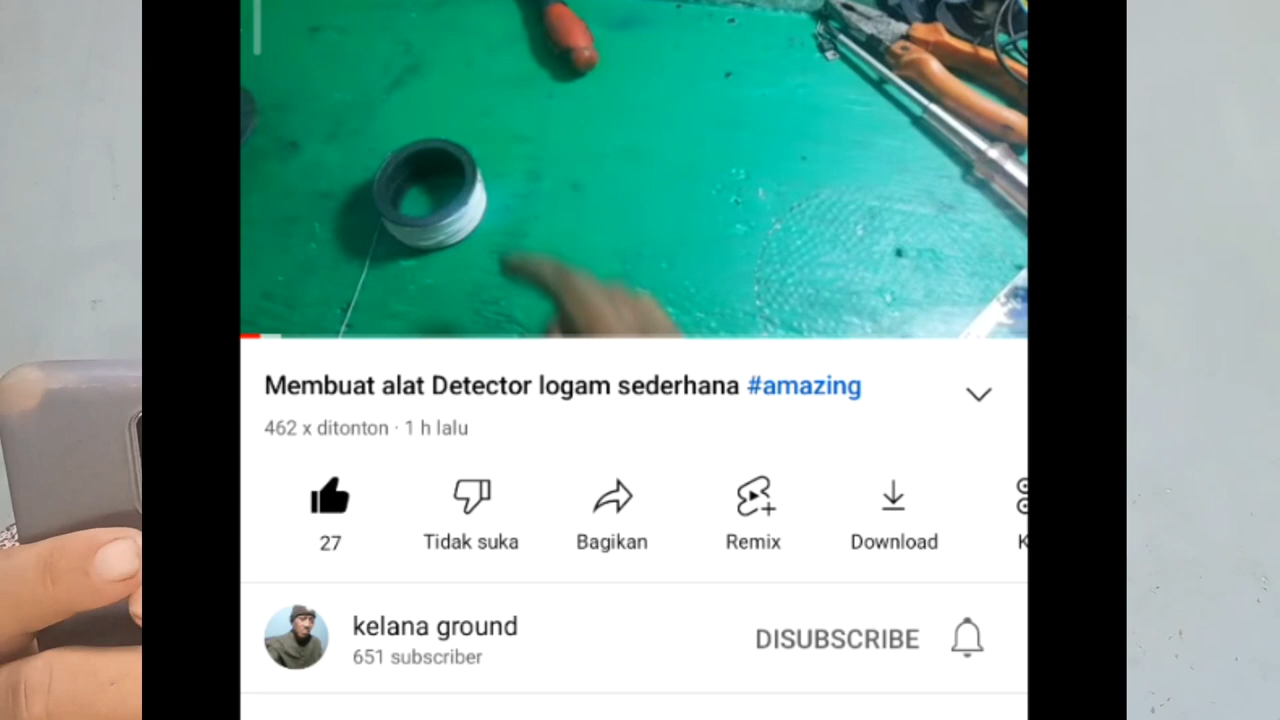 Membuat alat Detector logam sederhana #amazing
462 x ditonton · 1 h lalu
27
Tidak suka
Bagikan
Remix
Download
K
kelana ground
651 subscriber
DISUBSCRIBE